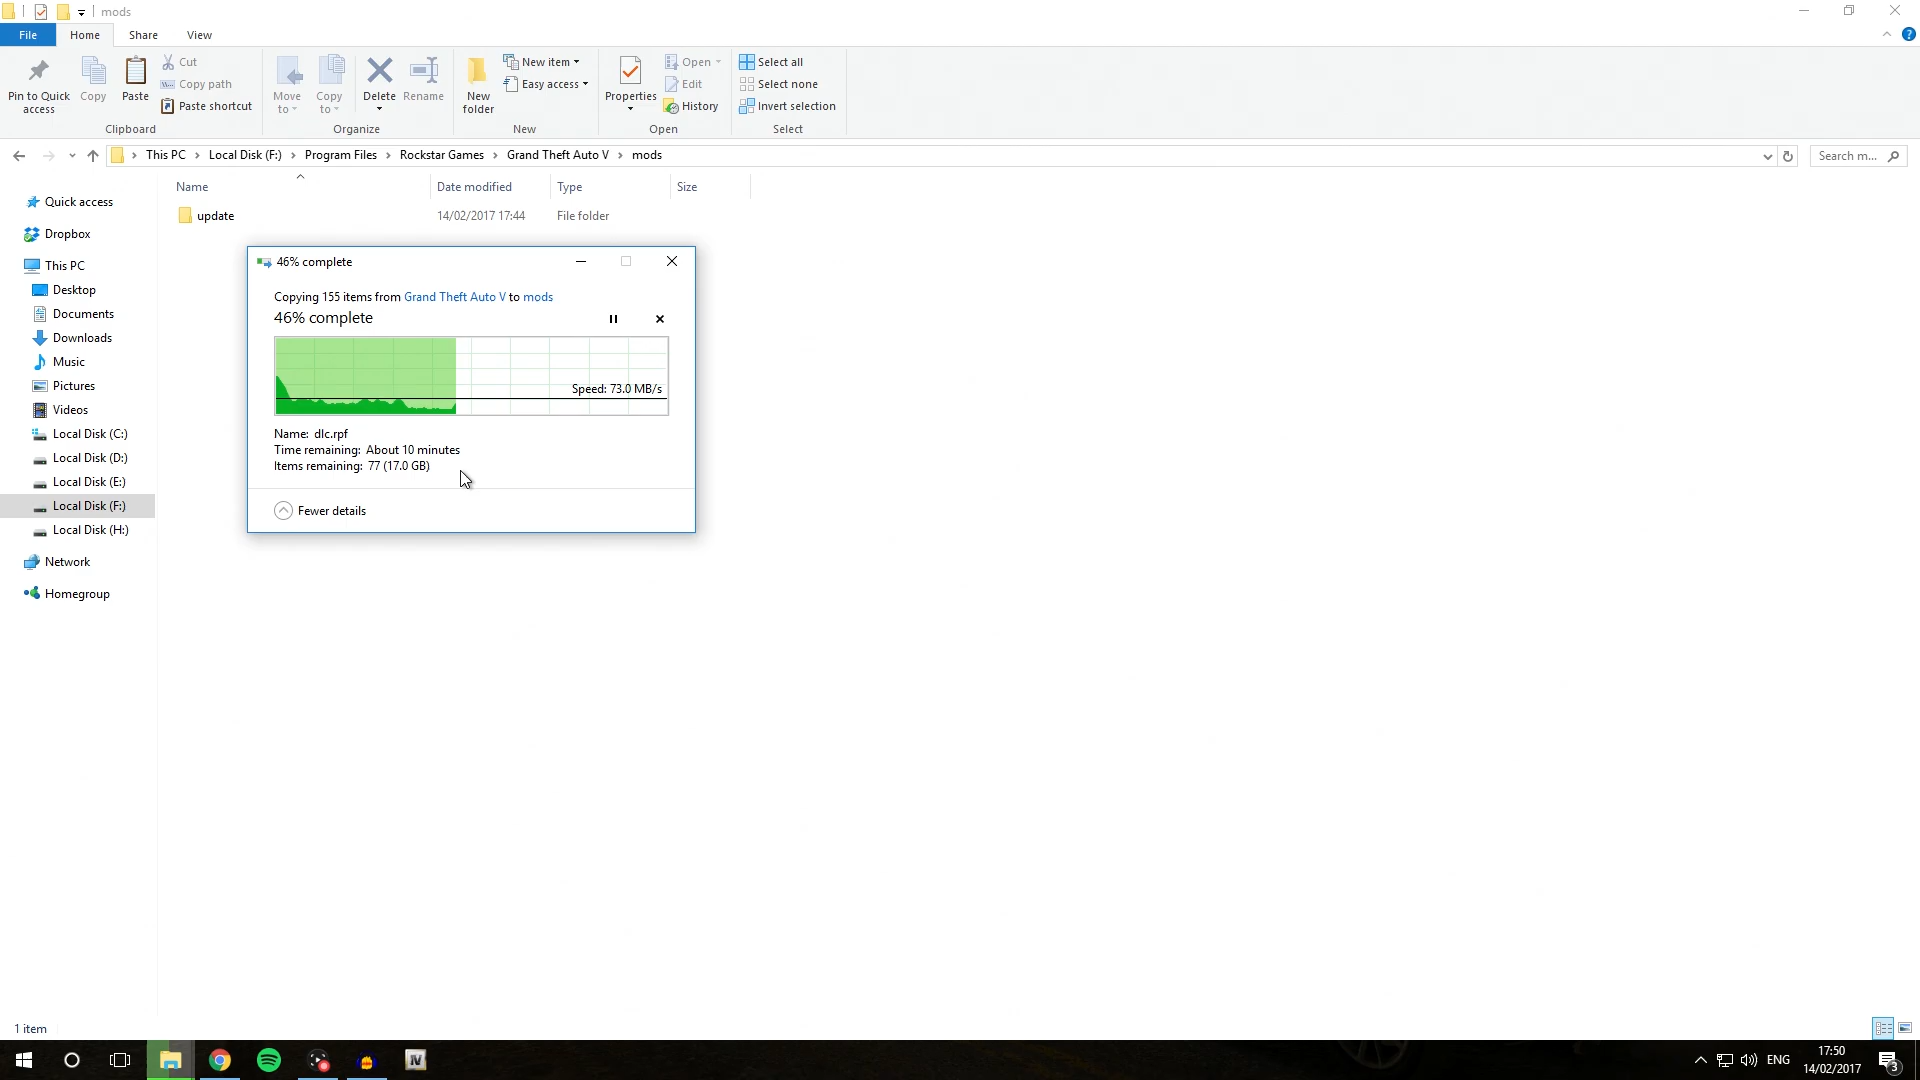 mods
File Home Share View
Pin to Quick access
Copy
Paste
Cut
Copy path
Paste shortcut
Clipboard
Move to
Copy to
Delete
Rename
Organize
New folder
New item
Easy access
New
Properties
Open
Edit
History
Open
Select all
Select none
Invert selection
Select
This PC > Local Disk (F:) > Program Files > Rockstar Games > Grand Theft Auto V > mods
Search m...
Name Date modified Type Size
update 14/02/2017 17:44 File folder
Quick access
Dropbox
This PC
Desktop
Documents
Downloads
Music
Pictures
Videos
Local Disk (C:)
Local Disk (D:)
Local Disk (E:)
Local Disk (F:)
Local Disk (H:)
Network
Homegroup
46% complete
Copying 155 items from Grand Theft Auto V to mods
46% complete
Speed: 73.0 MB/s
Name: dlc.rpf
Time remaining: About 10 minutes
Items remaining: 77 (17.0 GB)
Fewer details
1 item
IV
ENG
17:50
14/02/2017
3